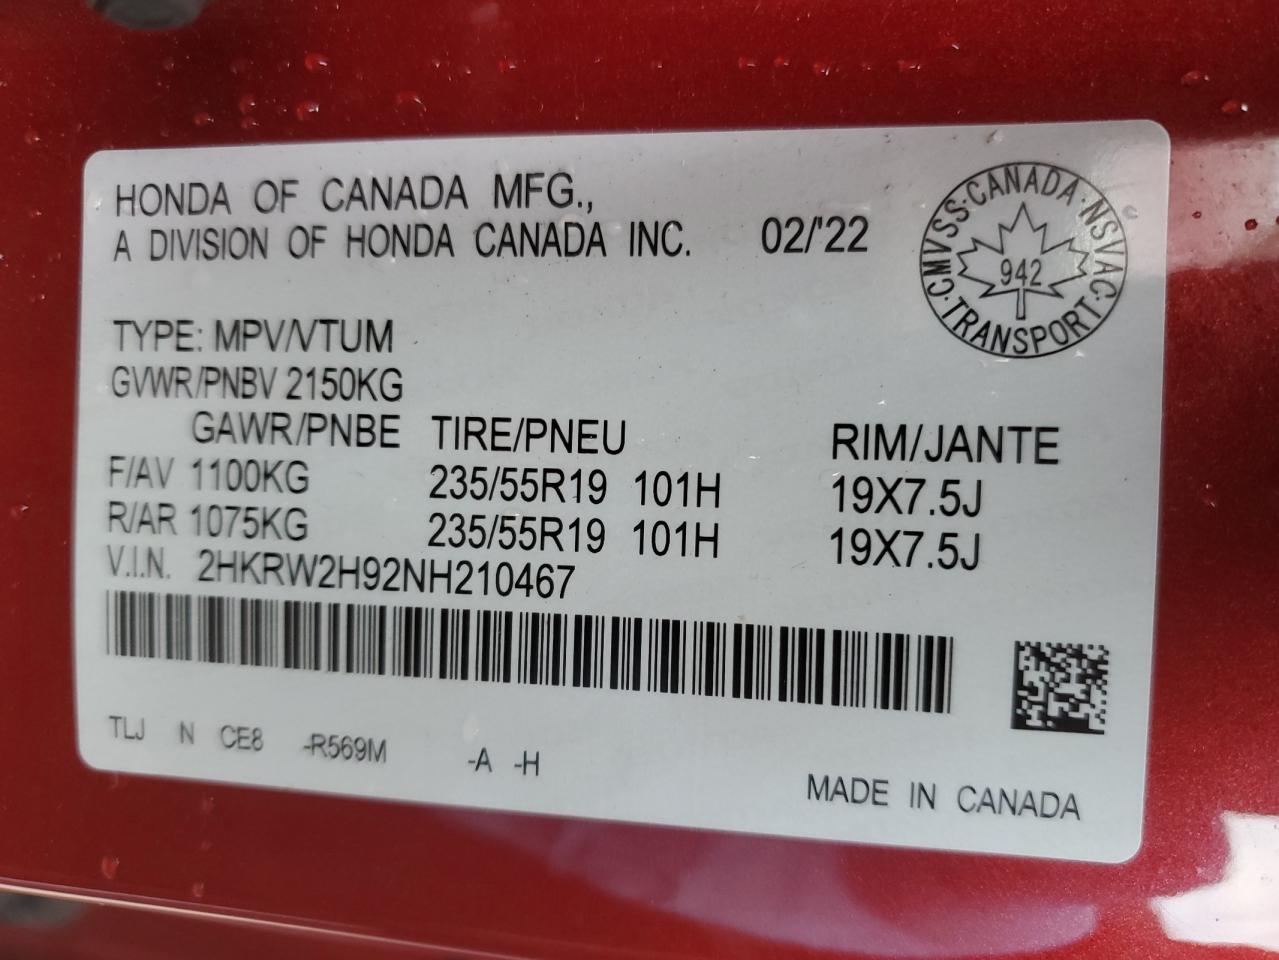 HONDA OF CANADA MFG.,
A DIVISION OF HONDA CANADA INC. 02/'22
CMVSS·CANADA·NSVAC·TRANSPORT·
942
TYPE: MPV/VTUM
GVWR/PNBV 2150KG
GAWR/PNBE TIRE/PNEU RIM/JANTE
F/AV 1100KG 235/55R19 101H 19X7.5J
R/AR 1075KG 235/55R19 101H 19X7.5J
V.I.N. 2HKRW2H92NH210467
TLJ N CE8 -R569M -A -H
MADE IN CANADA